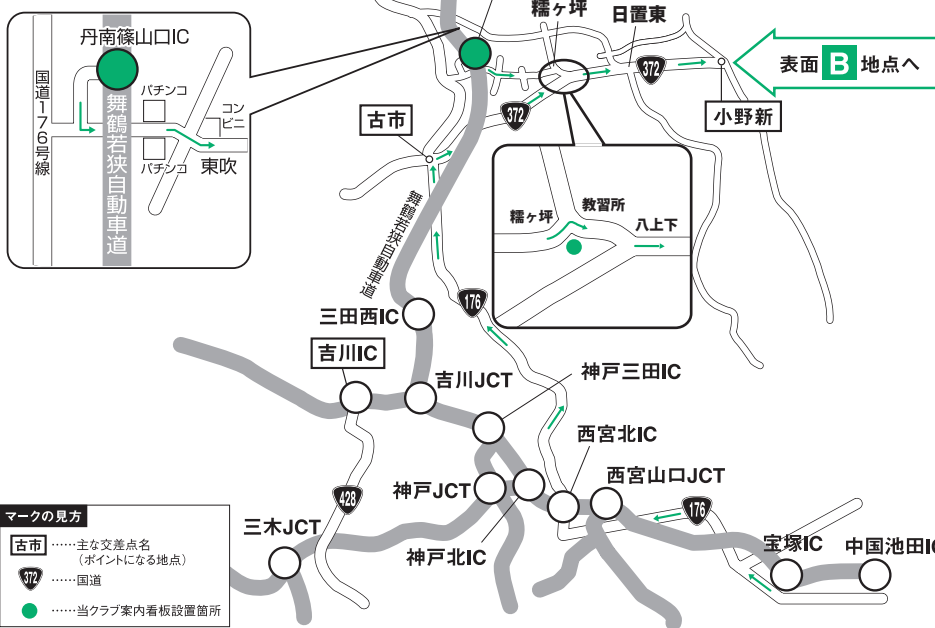 丹南篠山口IC
国道176号線
パチンコ
コン
ビニ
パチンコ
東吹
舞鶴若狭自動車道
糯ヶ坪
日置東
372
表面 B 地点へ
小野新
372
古市
糯ヶ坪
教習所
八上下
舞鶴若狭自動車道
176
三田西IC
吉川IC
吉川JCT
神戸三田IC
西宮北IC
西宮山口JCT
神戸JCT
神戸北IC
428
三木JCT
176
宝塚IC
中国池田IC
マークの見方
古市 ……主な交差点名
(ポイントになる地点)
372 ……国道
……当クラブ案内看板設置箇所